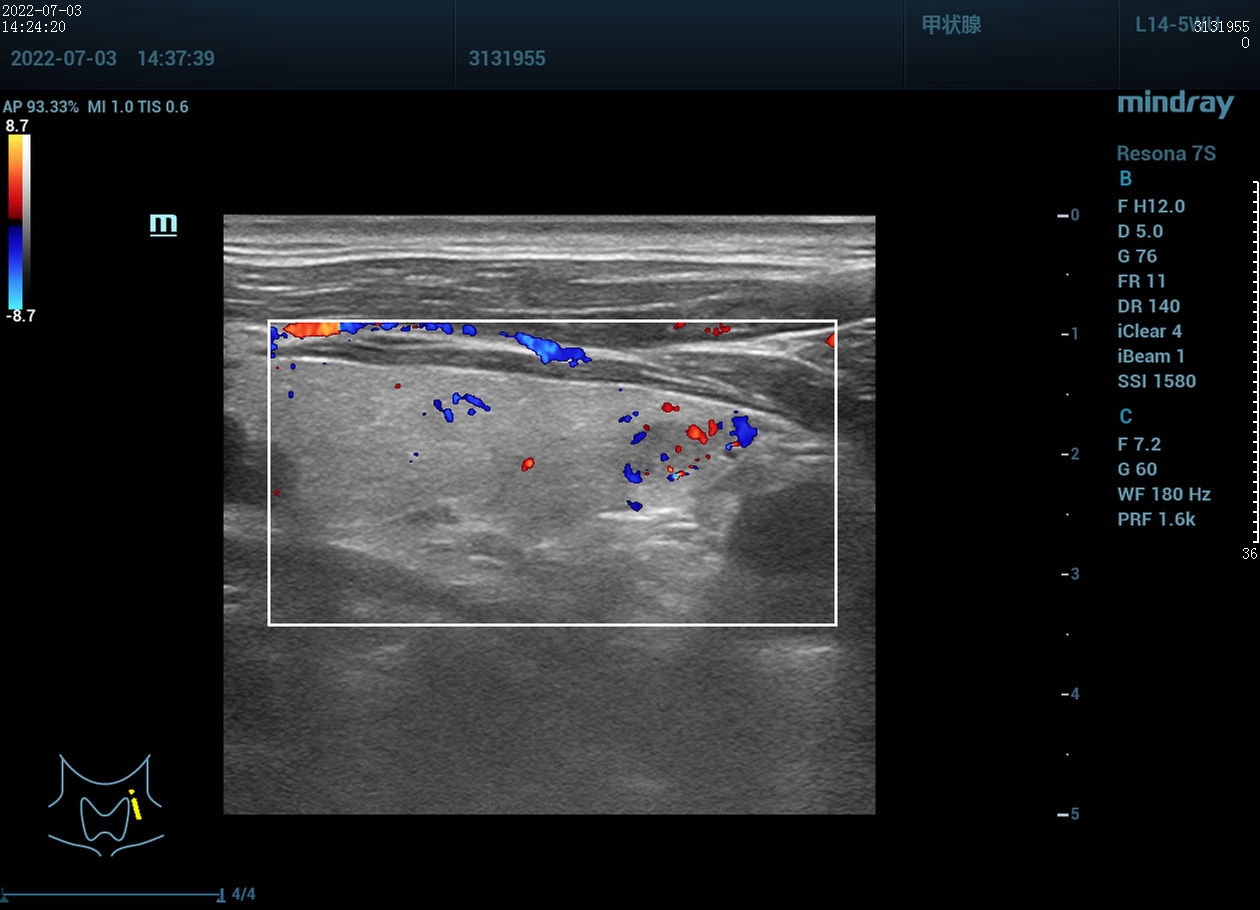 2022-07-03
14:24:20
2022-07-03 14:37:39
3131955
甲状腺
3131955
0
AP 93.33% MI 1.0 TIS 0.6
8.7
-8.7
m
mindray
Resona 7S
B
F H12.0
D 5.0
G 76
FR 11
DR 140
iClear 4
iBeam 1
SSI 1580
C
F 7.2
G 60
WF 180 Hz
PRF 1.6k
0
1
2
3
4
5
36
4/4